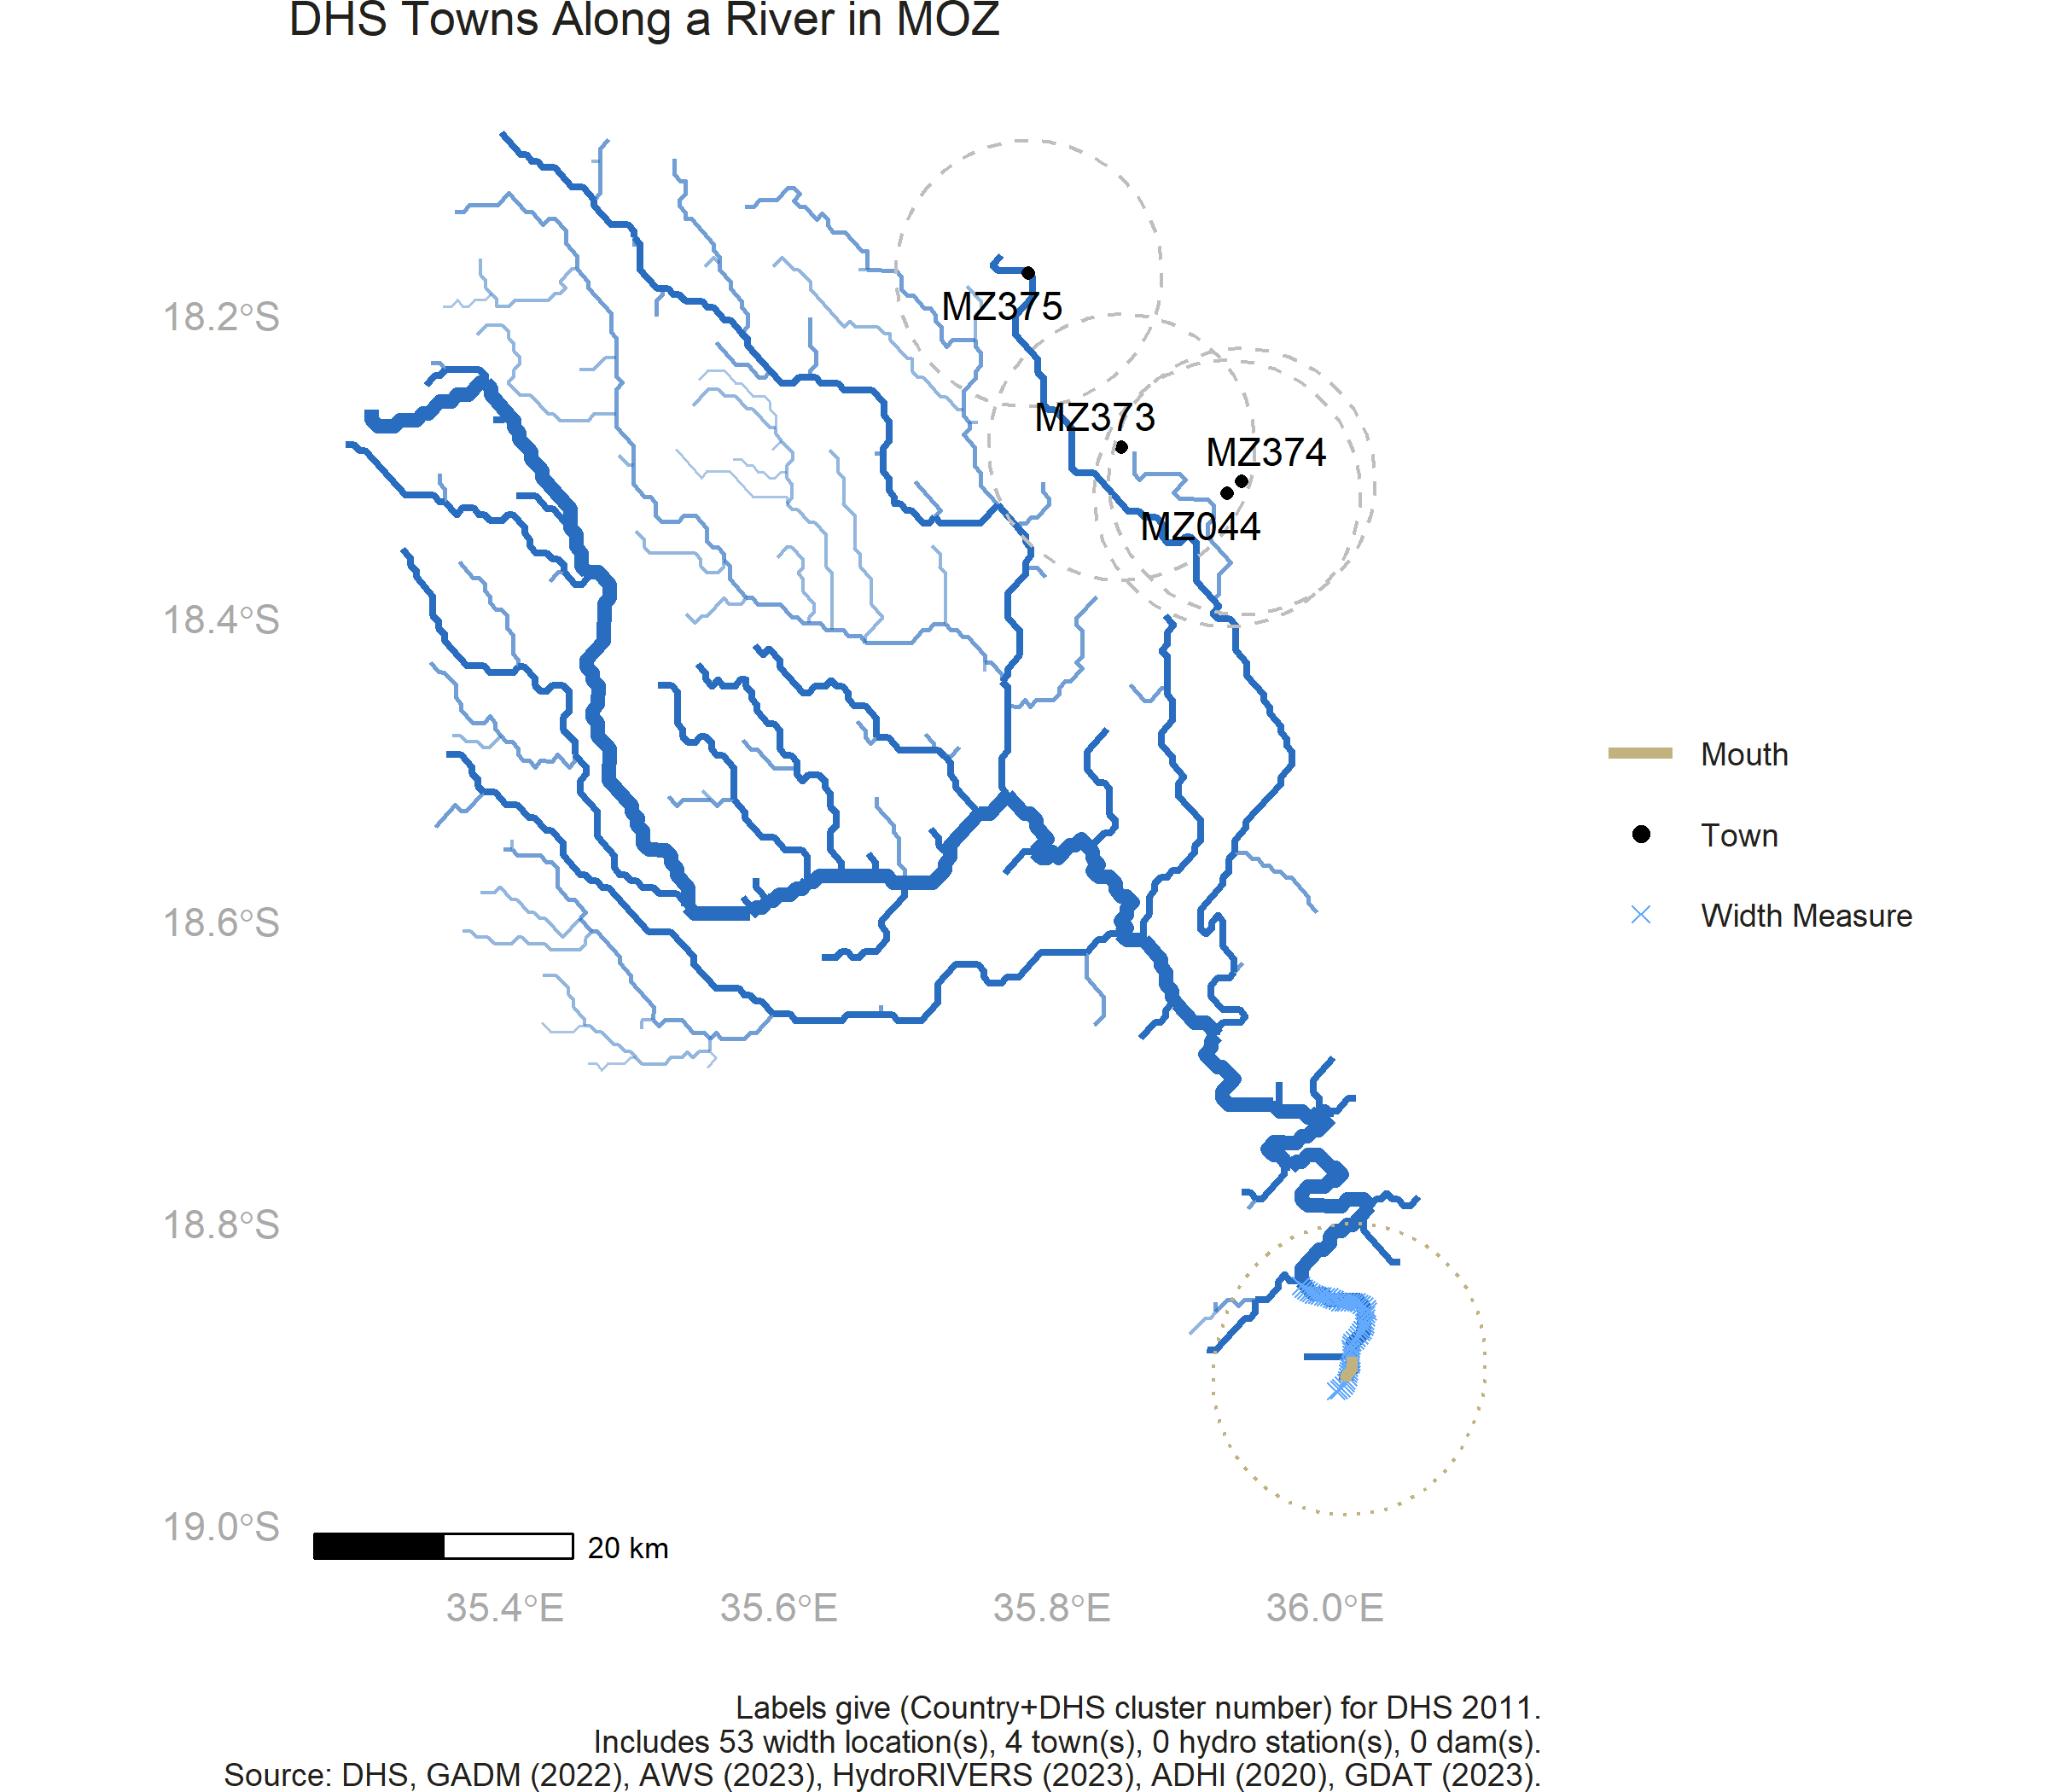 DHS Towns Along a River in MOZ
18.2°S
18.4°S
18.6°S
18.8°S
19.0°S
MZ375
MZ373
MZ374
MZ044
Mouth
Town
Width Measure
20 km
35.4°E
35.6°E
35.8°E
36.0°E
Labels give (Country+DHS cluster number) for DHS 2011.
Includes 53 width location(s), 4 town(s), 0 hydro station(s), 0 dam(s).
Source: DHS, GADM (2022), AWS (2023), HydroRIVERS (2023), ADHI (2020), GDAT (2023).